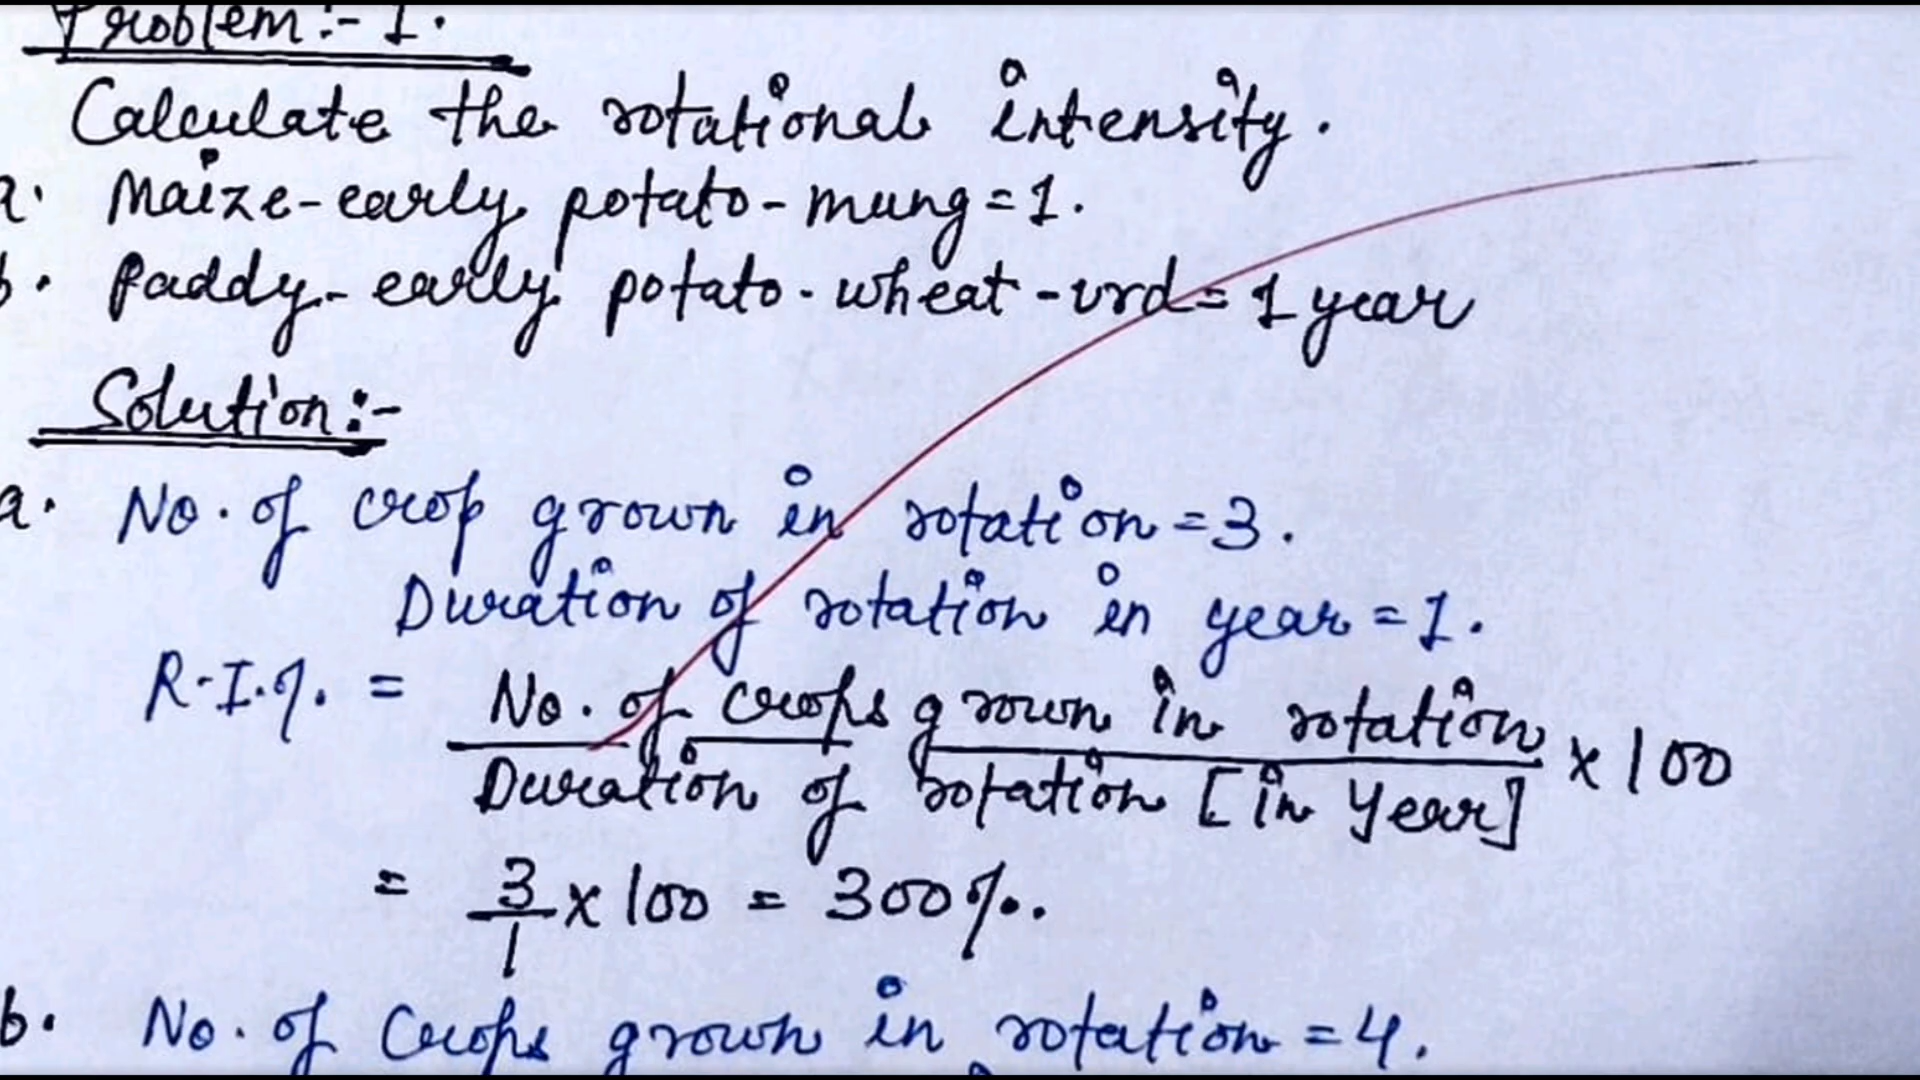 Problem:- 1.
Calculate the rotational intensity.
a. Maize-early potato-mung=1.
b. Paddy-early potato-wheat-urd=1 year
Solution:-
a. No. of crop grown in rotation=3.
Duration of rotation in year=1.
R.I.%. = No. of crops grown in rotation
Duration of rotation [in Year] x 100
= 3/1 x 100 = 300%.
b. No. of Crops grown in rotation=4.